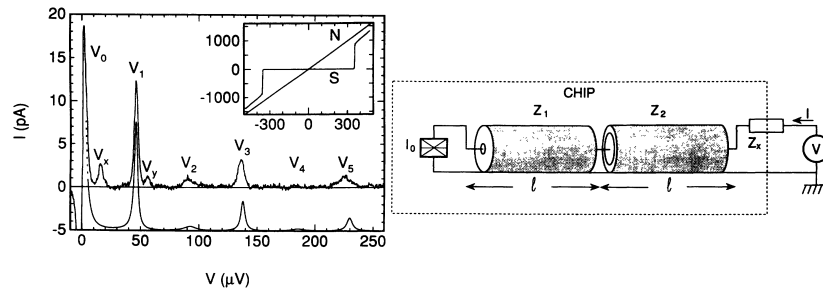 20
15
10
5
0
-5
I (pA)
V₀
Vₓ
V₁
Vᵧ
V₂
V₃
V₄
V₅
1000
0
-1000
N
S
-300 0 300
0 50 100 150 200 250
V (μV)
CHIP
Z₁ Z₂
I₀
Zₓ
I
V
ℓ ℓ